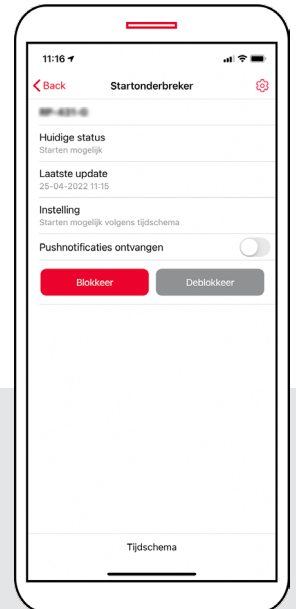 11:16
Back
Startonderbreker
Huidige status
Starten mogelijk
Laatste update
25-04-2022 11:15
Instelling
Starten mogelijk volgens tijdschema
Pushnotificaties ontvangen
Blokkeer
Deblokkeer
Tijdschema